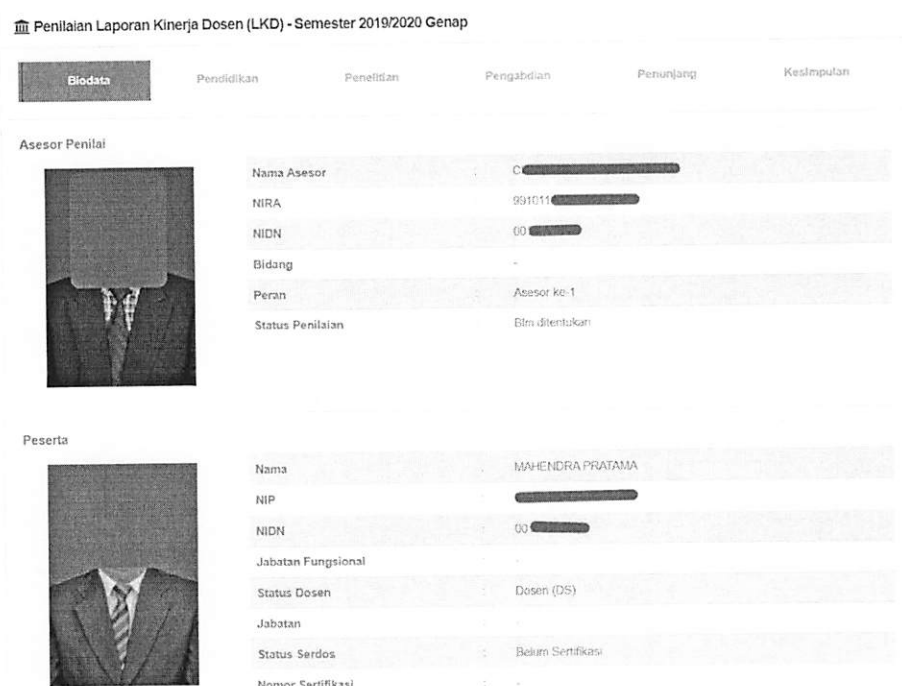 Penilaian Laporan Kinerja Dosen (LKD) - Semester 2019/2020 Genap
Biodata Pendidikan Penelitian Pengabdian Penunjang Kesimpulan
Asesor Penilai
Nama Asesor : C
NIRA : 991011
NIDN : 001
Bidang : -
Peran : Asesor ke-1
Status Penilaian : Blm ditentukan
Peserta
Nama : MAHENDRA PRATAMA
NIP :
NIDN : 00
Jabatan Fungsional : -
Status Dosen : Dosen (DS)
Jabatan : -
Status Serdos : Belum Sertifikasi
Nomor Sertifikasi : -